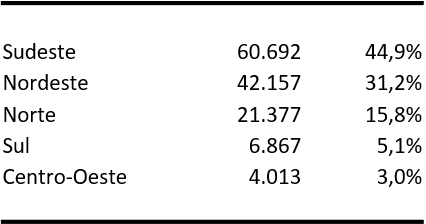 Sudeste 60.692 44,9%
Nordeste 42.157 31,2%
Norte 21.377 15,8%
Sul 6.867 5,1%
Centro-Oeste 4.013 3,0%